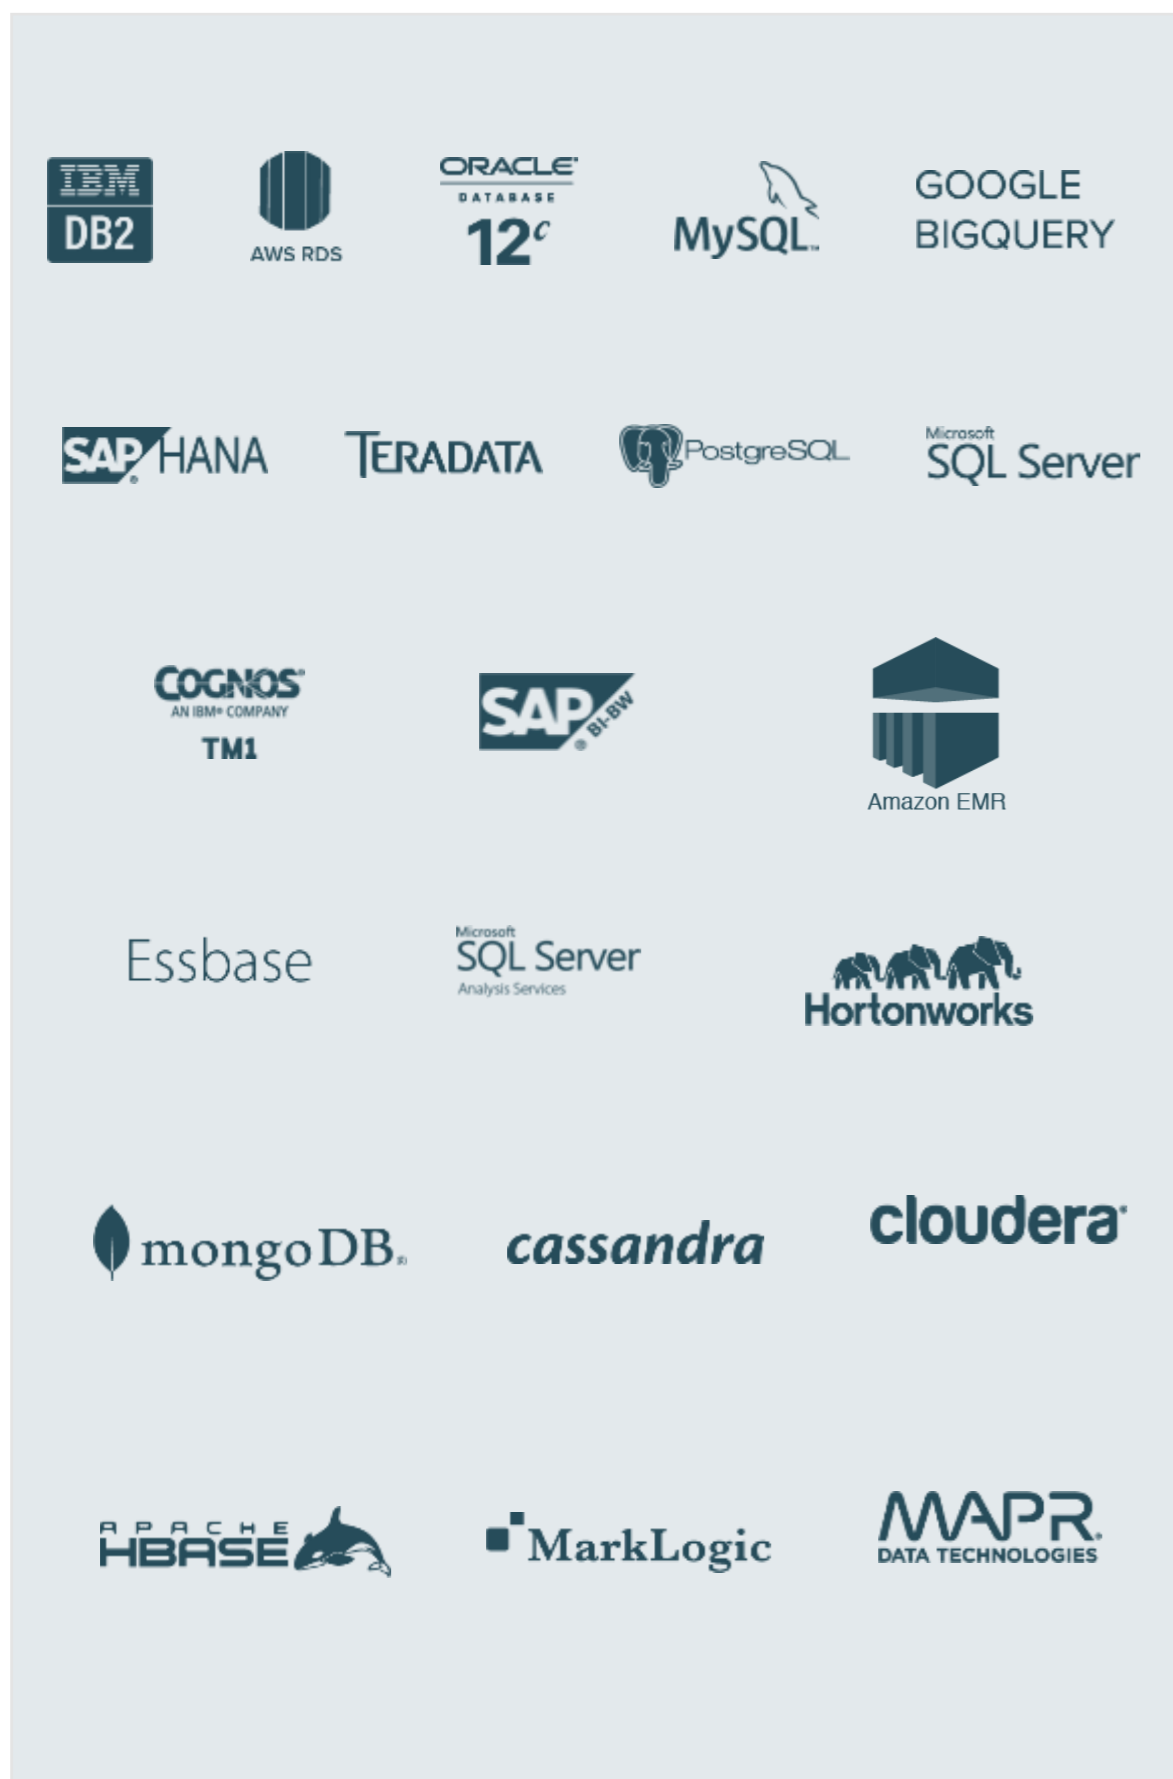 IBM
DB2
AWS RDS
ORACLE
DATABASE
12c
MySQL™
GOOGLE
BIGQUERY
SAP® HANA
TERADATA
PostgreSQL
Microsoft
SQL Server
COGNOS®
AN IBM® COMPANY
TM1
SAP® BI-BW
Amazon EMR
Essbase
Microsoft
SQL Server
Analysis Services
Hortonworks
mongoDB®
cassandra
cloudera®
APACHE
HBASE
MarkLogic
MAPR®
DATA TECHNOLOGIES